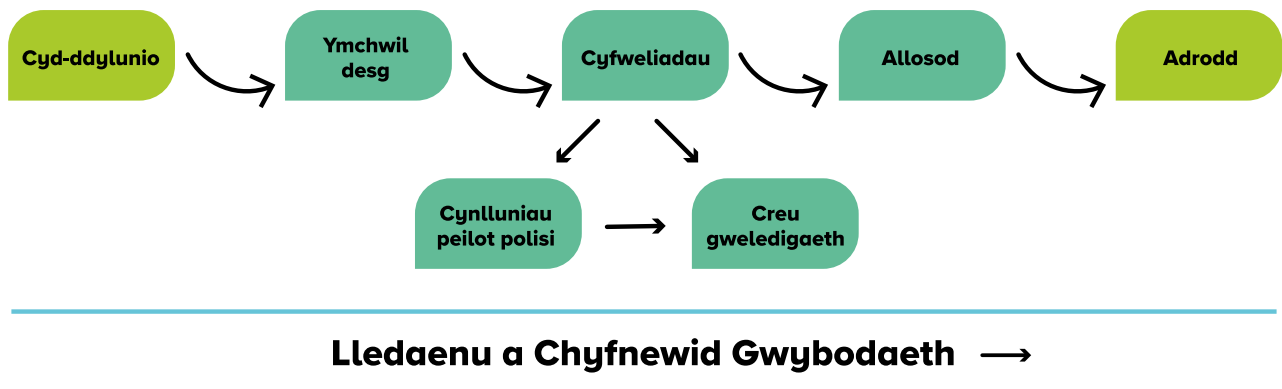 Cyd-ddylunio
Ymchwil
desg
Cyfweliadau
Allosod
Adrodd
Cynlluniau
peilot polisi
Creu
gweledigaeth
Lledaenu a Chyfnewid Gwybodaeth